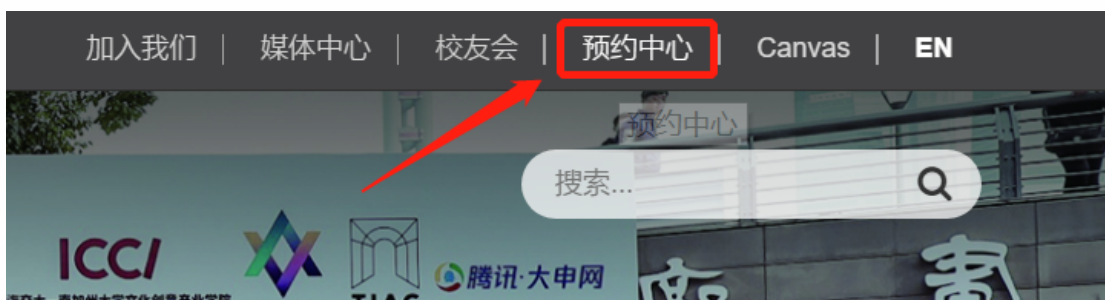 加入我们 | 媒体中心 | 校友会 | 预约中心 | Canvas | EN
预约中心
搜索...
ICCI
腾讯·大申网
书